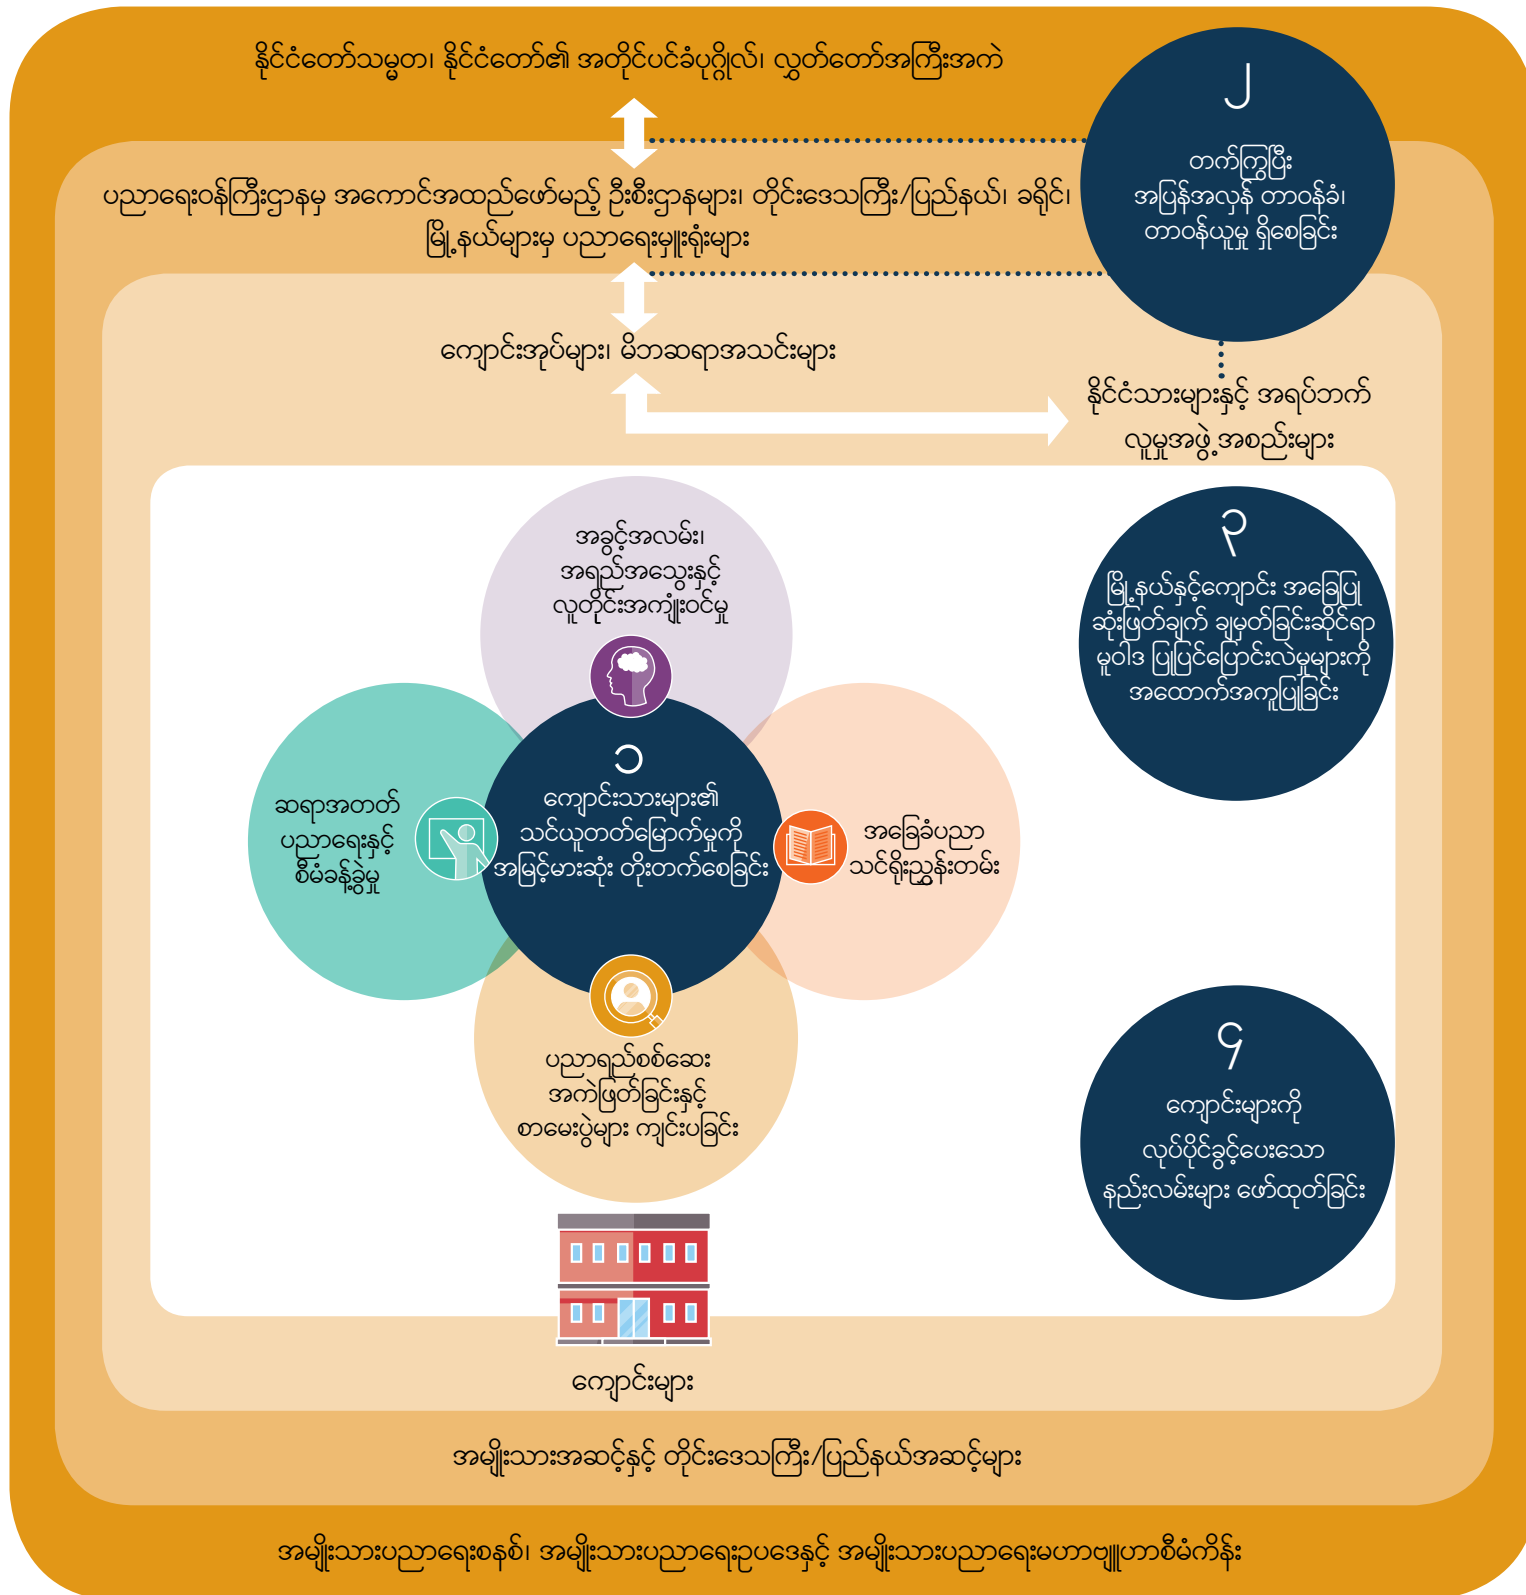 နိုင်ငံတော်သမ္မတ၊ နိုင်ငံတော်၏ အတိုင်ပင်ခံပုဂ္ဂိုလ်၊ လွှတ်တော်အကြီးအကဲ
၂
တက်ကြွပြီး
အပြန်အလှန် တာဝန်ခံ၊
တာဝန်ယူမှု ရှိစေခြင်း
ပညာရေးဝန်ကြီးဌာနမှ အကောင်အထည်ဖော်မည့် ဦးစီးဌာနများ၊ တိုင်းဒေသကြီး/ပြည်နယ်၊ ခရိုင်၊
မြို့နယ်များမှ ပညာရေးမှူးရုံးများ
ကျောင်းအုပ်များ၊ မိဘဆရာအသင်းများ
နိုင်ငံသားများနှင့် အရပ်ဘက်
လူမှုအဖွဲ့အစည်းများ
အခွင့်အလမ်း၊
အရည်အသွေးနှင့်
လူတိုင်းအကျုံးဝင်မှု
၃
မြို့နယ်နှင့်ကျောင်း အခြေပြု
ဆုံးဖြတ်ချက် ချမှတ်ခြင်းဆိုင်ရာ
မူဝါဒ ပြုပြင်ပြောင်းလဲမှုများကို
အထောက်အကူပြုခြင်း
ဆရာအတတ်
ပညာရေးနှင့်
စီမံခန့်ခွဲမှု
၁
ကျောင်းသားများ၏
သင်ယူတတ်မြောက်မှုကို
အမြင့်မားဆုံး တိုးတက်စေခြင်း
အခြေခံပညာ
သင်ရိုးညွှန်းတမ်း
ပညာရည်စစ်ဆေး
အကဲဖြတ်ခြင်းနှင့်
စာမေးပွဲများ ကျင်းပခြင်း
၄
ကျောင်းများကို
လုပ်ပိုင်ခွင့်ပေးသော
နည်းလမ်းများ ဖော်ထုတ်ခြင်း
ကျောင်းများ
အမျိုးသားအဆင့်နှင့် တိုင်းဒေသကြီး/ပြည်နယ်အဆင့်များ
အမျိုးသားပညာရေးစနစ်၊ အမျိုးသားပညာရေးဥပဒေနှင့် အမျိုးသားပညာရေးမဟာဗျူဟာစီမံကိန်း